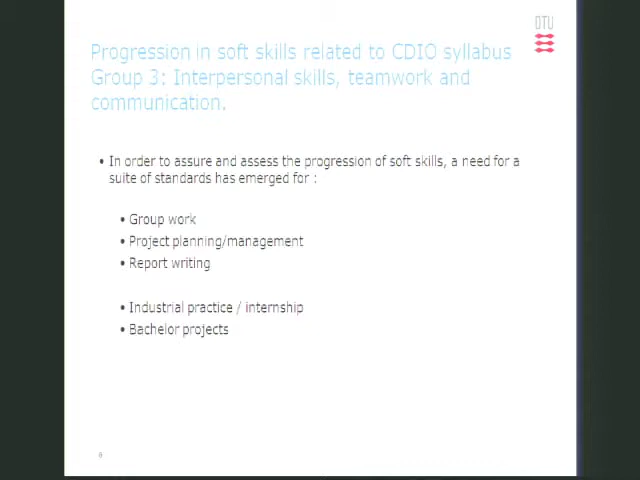 DTU
Progression in soft skills related to CDIO syllabus
Group 3: Interpersonal skills, teamwork and
communication.
• In order to assure and assess the progression of soft skills, a need for a
suite of standards has emerged for :
• Group work
• Project planning/management
• Report writing
• Industrial practice / internship
• Bachelor projects